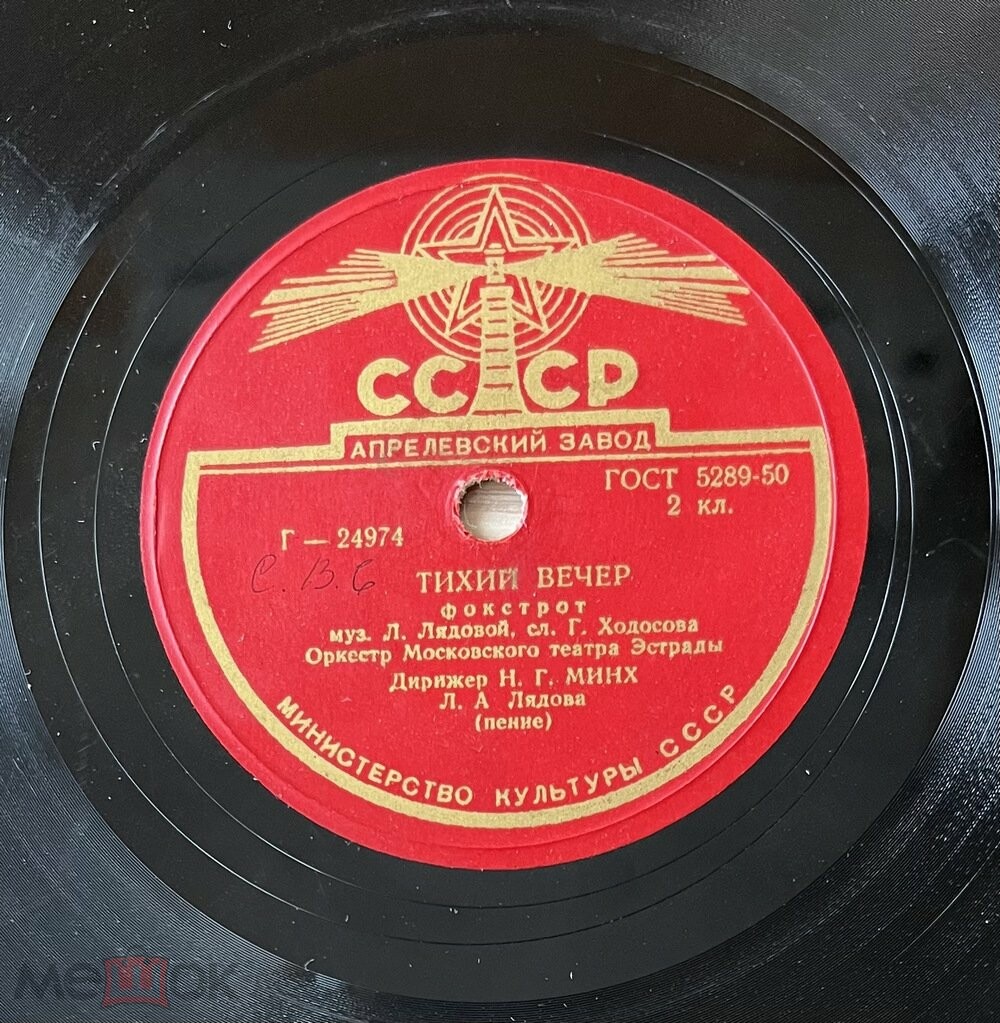 СССР
АПРЕЛЕВСКИЙ ЗАВОД
ГОСТ 5289-50
2 кл.
Г — 24974
С. В. С
ТИХИЙ ВЕЧЕР
фокстрот
муз. Л. Лядовой, сл. Г. Ходосова
Оркестр Московского театра Эстрады
Дирижер Н. Г. МИНХ
Л. А Лядова
(пение)
МИНИСТЕРСТВО КУЛЬТУРЫ СССР
мешок